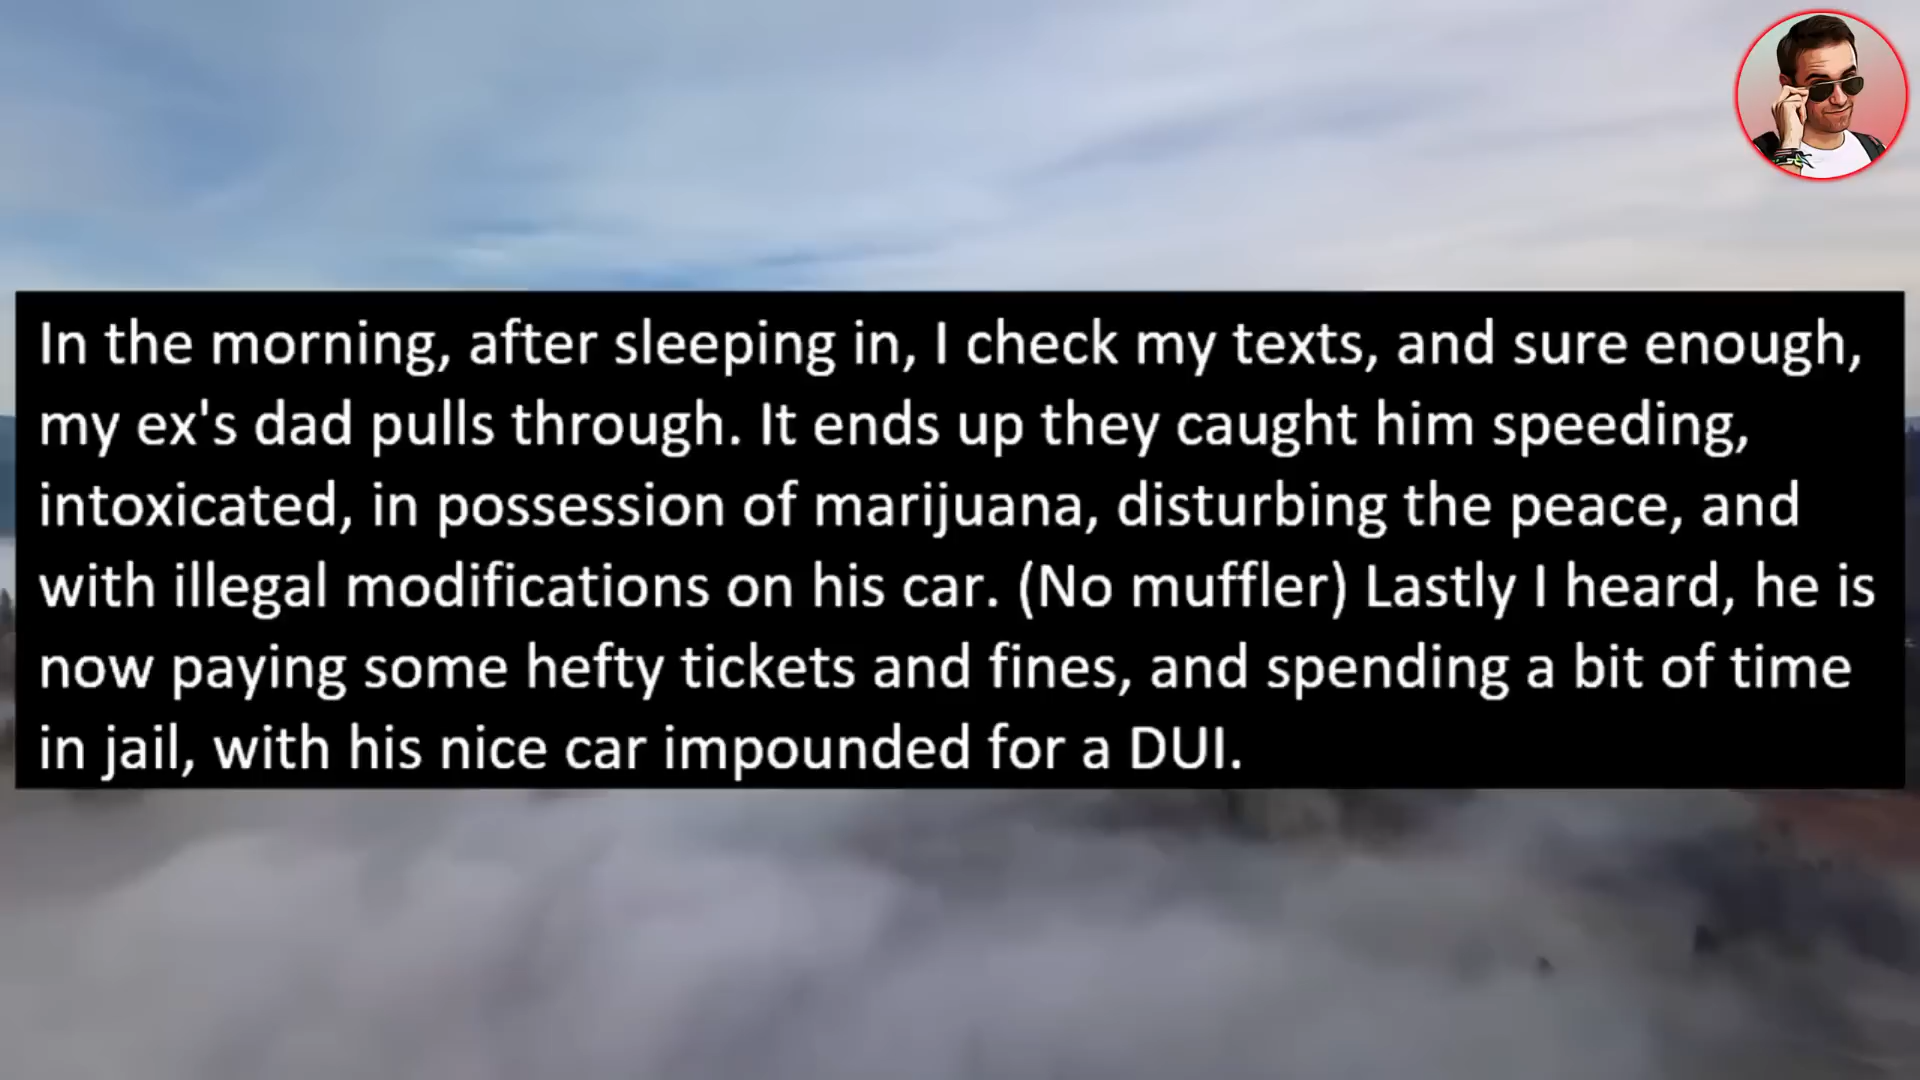 In the morning, after sleeping in, I check my texts, and sure enough,
my ex's dad pulls through. It ends up they caught him speeding,
intoxicated, in possession of marijuana, disturbing the peace, and
with illegal modifications on his car. (No muffler) Lastly I heard, he is
now paying some hefty tickets and fines, and spending a bit of time
in jail, with his nice car impounded for a DUI.